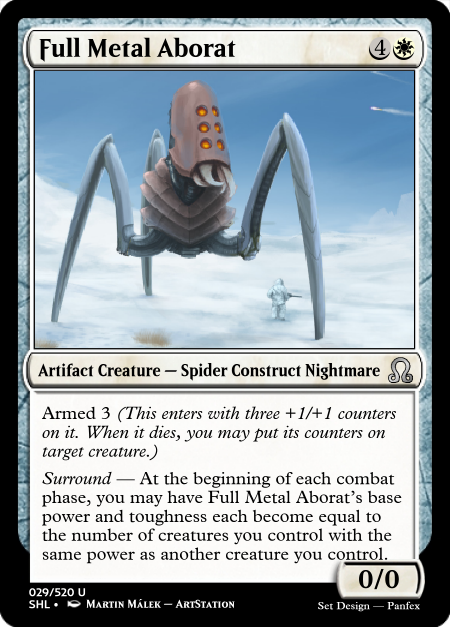 Full Metal Aborat 4
Artifact Creature — Spider Construct Nightmare
Armed 3 (This enters with three +1/+1 counters
on it. When it dies, you may put its counters on
target creature.)
Surround — At the beginning of each combat
phase, you may have Full Metal Aborat's base
power and toughness each become equal to
the number of creatures you control with the
same power as another creature you control.
0/0
029/520 U
SHL • Martin Málek — ArtStation
Set Design — Panfex